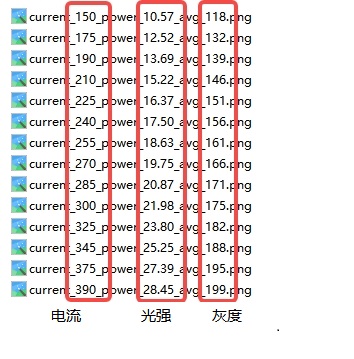 current_150_power_10.57_avg_118.png
current_175_power_12.52_avg_132.png
current_190_power_13.69_avg_139.png
current_210_power_15.22_avg_146.png
current_225_power_16.37_avg_151.png
current_240_power_17.50_avg_156.png
current_255_power_18.63_avg_161.png
current_270_power_19.75_avg_166.png
current_285_power_20.87_avg_171.png
current_300_power_21.98_avg_175.png
current_325_power_23.80_avg_182.png
current_345_power_25.25_avg_188.png
current_375_power_27.39_avg_195.png
current_390_power_28.45_avg_199.png
电流 光强 灰度
.